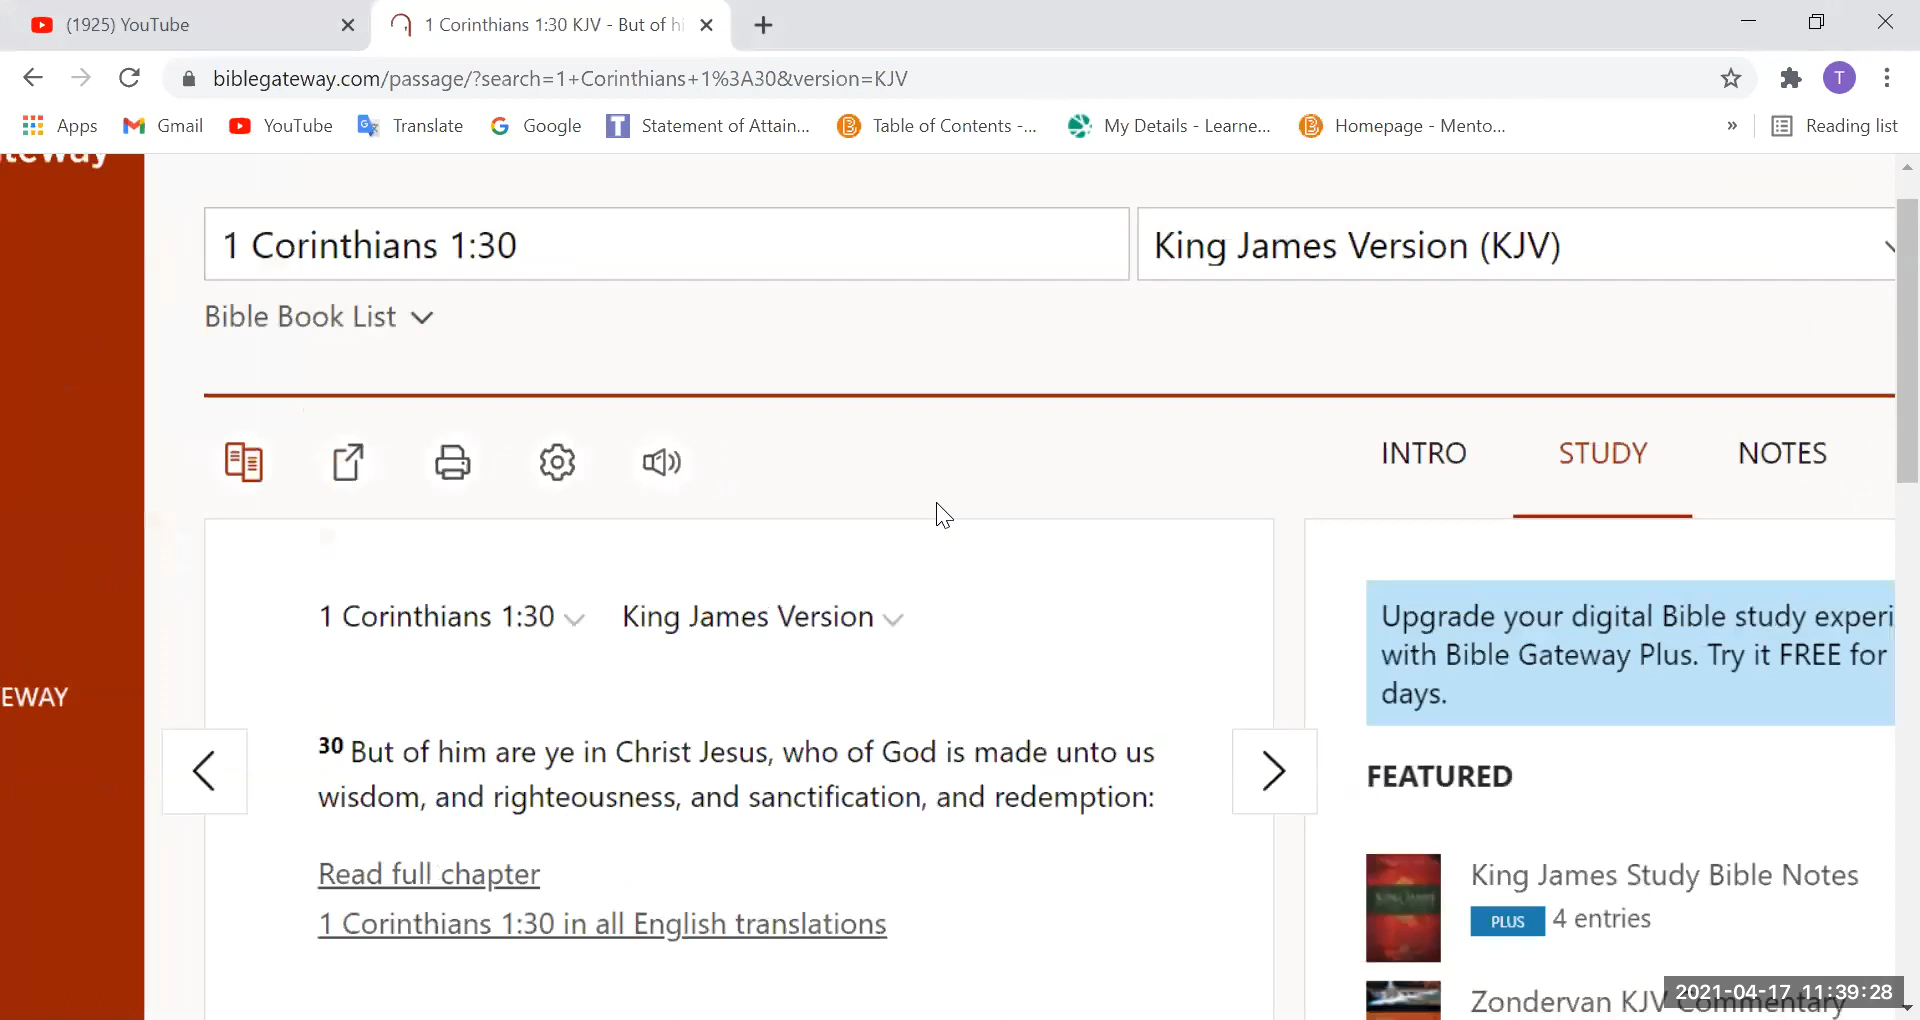 (1925) YouTube
1 Corinthians 1:30 KJV - But of hi
biblegateway.com/passage/?search=1+Corinthians+1%3A30&version=KJV
T
Apps
Gmail
YouTube
Translate
Google
Statement of Attain...
Table of Contents -...
My Details - Learne...
Homepage - Mento...
»
Reading list
teway
1 Corinthians 1:30
King James Version (KJV)
Bible Book List
INTRO
STUDY
NOTES
1 Corinthians 1:30
King James Version
EWAY
30 But of him are ye in Christ Jesus, who of God is made unto us
wisdom, and righteousness, and sanctification, and redemption:
Read full chapter
1 Corinthians 1:30 in all English translations
Upgrade your digital Bible study experi
with Bible Gateway Plus. Try it FREE for
days.
FEATURED
King James Study Bible Notes
PLUS 4 entries
Zondervan KJV Commentary
2021-04-17 11:39:28